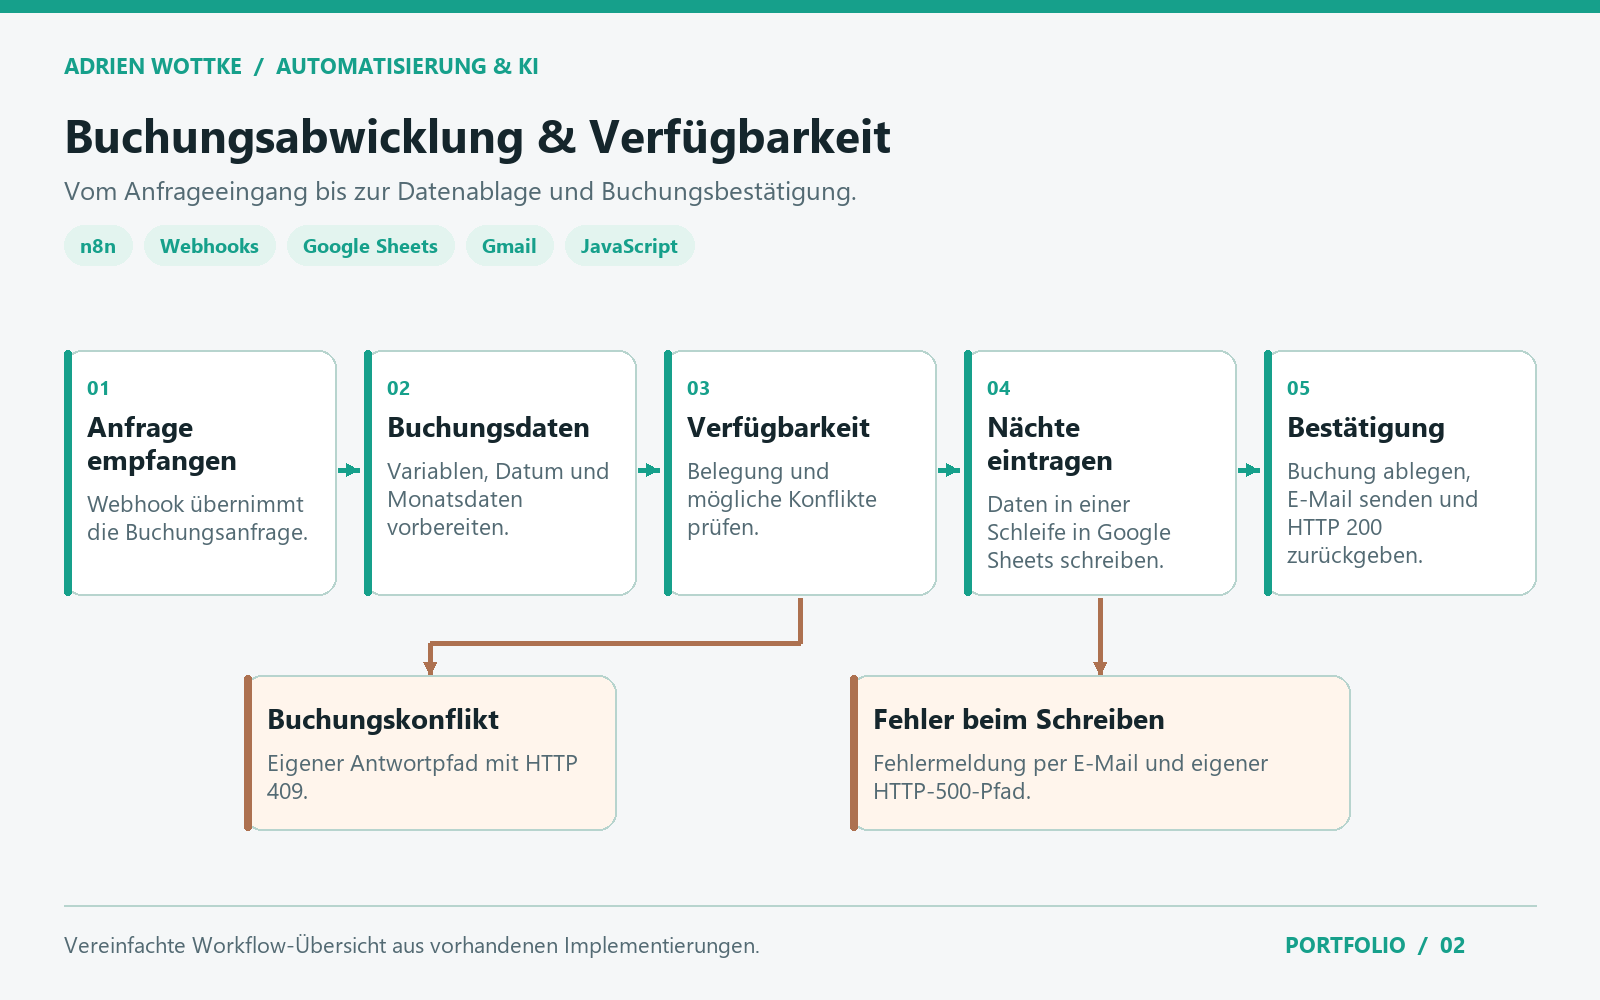 ADRIEN WOTTKE / AUTOMATISIERUNG & KI
Buchungsabwicklung & Verfügbarkeit
Vom Anfrageeingang bis zur Datenablage und Buchungsbestätigung.
n8n
Webhooks
Google Sheets
Gmail
JavaScript
01
Anfrage
empfangen
Webhook übernimmt
die Buchungsanfrage.
02
Buchungsdaten
Variablen, Datum und
Monatsdaten
vorbereiten.
03
Verfügbarkeit
Belegung und
mögliche Konflikte
prüfen.
04
Nächte
eintragen
Daten in einer
Schleife in Google
Sheets schreiben.
05
Bestätigung
Buchung ablegen,
E-Mail senden und
HTTP 200
zurückgeben.
Buchungskonflikt
Eigener Antwortpfad mit HTTP
409.
Fehler beim Schreiben
Fehlermeldung per E-Mail und eigener
HTTP-500-Pfad.
Vereinfachte Workflow-Übersicht aus vorhandenen Implementierungen.
PORTFOLIO / 02